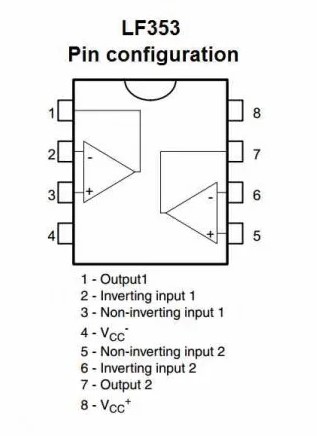 LF353
Pin configuration
8
7
6
5
-
+
-
+
1
2
3
4
1 - Output1
2 - Inverting input 1
3 - Non-inverting input 1
4 - VCC-
5 - Non-inverting input 2
6 - Inverting input 2
7 - Output 2
8 - VCC+